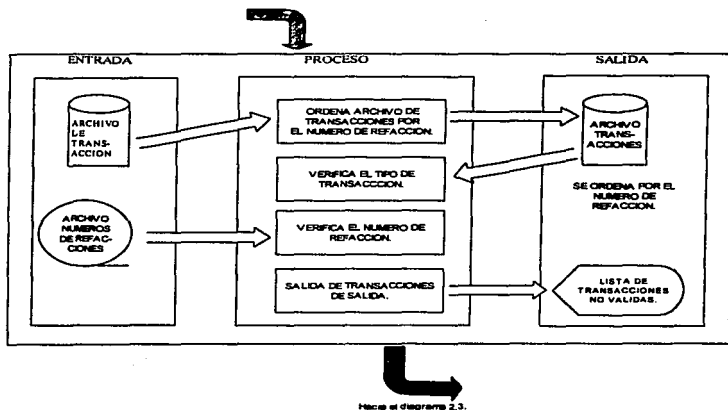 ENTRADA
PROCESO
SALIDA
ARCHIVO
DE
TRANS-
ACCION
ORDENA ARCHIVO DE
TRANSACCIONES POR
EL NUMERO DE REFACCION.
ARCHIVO
TRANS-
ACCIONES
VERIFICA EL TIPO DE
TRANSACCCION.
SE ORDENA POR EL
NUMERO DE
REFACCION.
ARCHIVO
NUMEROS
DE REFAC-
CIONES
VERIFICA EL NUMERO DE
REFACCION.
SALIDA DE TRANSACCIONES
DE SALIDA.
LISTA DE
TRANSACCIONES
NO VALIDAS.
Hacia el diagrama 2.3.